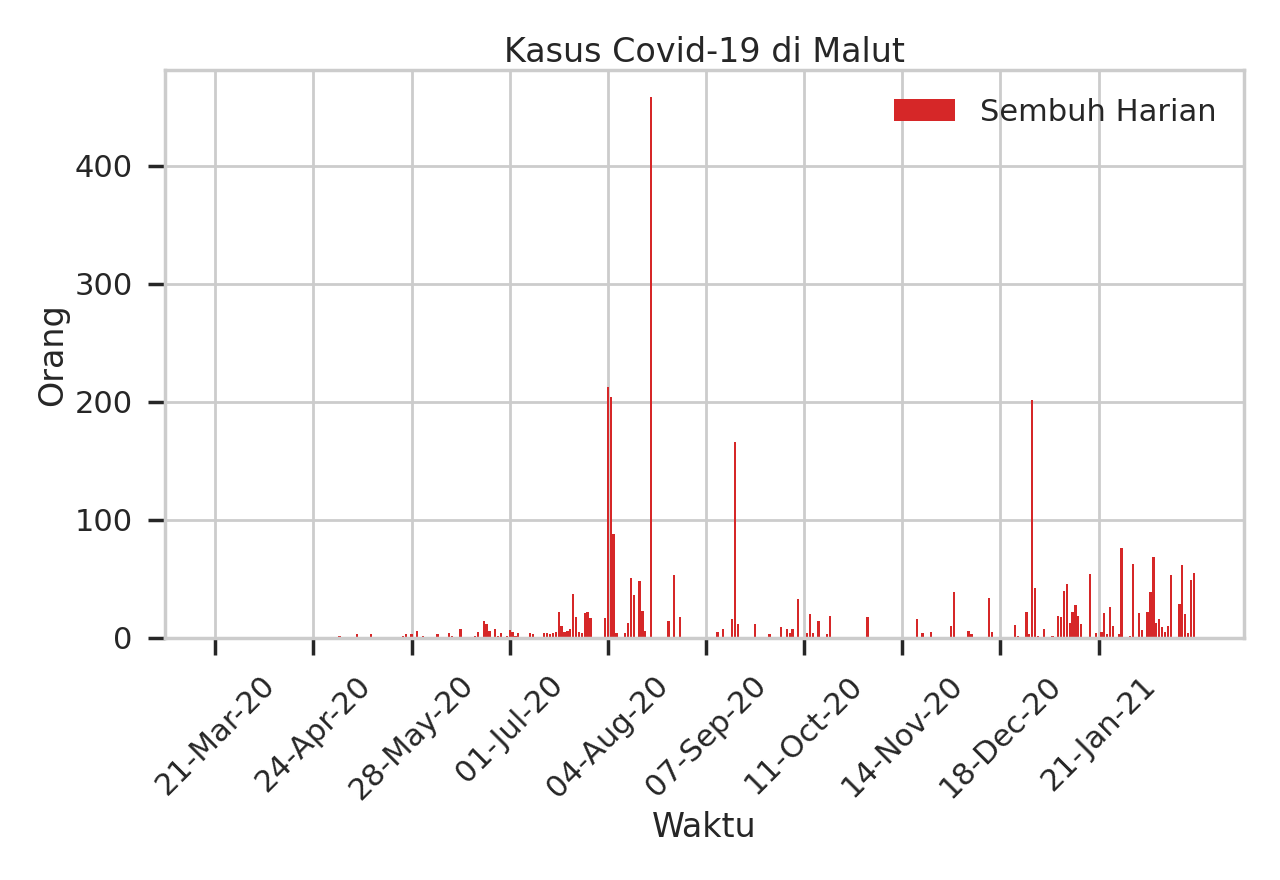 Kasus Covid-19 di Malut
Sembuh Harian
Orang
400
300
200
100
0
21-Mar-20
24-Apr-20
28-May-20
01-Jul-20
04-Aug-20
07-Sep-20
11-Oct-20
14-Nov-20
18-Dec-20
21-Jan-21
Waktu